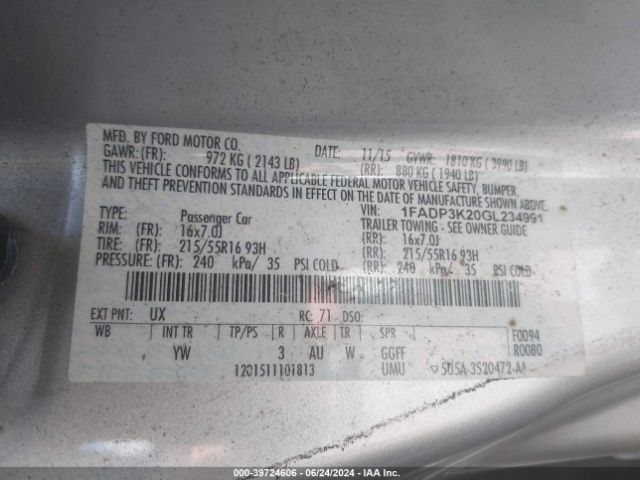 MFD. BY FORD MOTOR CO.
DATE: 11/15 GVWR: 1810 KG ( 3990 LB)
GAWR: (FR): 972 KG ( 2143 LB) (RR): 880 KG ( 1940 LB)
THIS VEHICLE CONFORMS TO ALL APPLICABLE FEDERAL MOTOR VEHICLE SAFETY, BUMPER,
AND THEFT PREVENTION STANDARDS IN EFFECT ON THE DATE OF MANUFACTURE SHOWN ABOVE.
VIN: 1FADP3K20GL234991
TYPE: Passenger Car TRAILER TOWING - SEE OWNER GUIDE
RIM: (FR) 16x7.0J (RR): 16x7.0J
TIRE: (FR): 215/55R16 93H (RR): 215/55R16 93H
PRESSURE: (FR): 240 kPa/ 35 PSI COLD (RR): 240 kPa/ 35 PSI COLD
EXT PNT: UX RC: 71 DSO:
WB INT TR TP/PS R AXLE TR SPR F0094
YW 3 AU W GGFF R0080
1201511101813 UMU 5U5A-3520472-AA
000-39724606 - 06/24/2024 - IAA Inc.